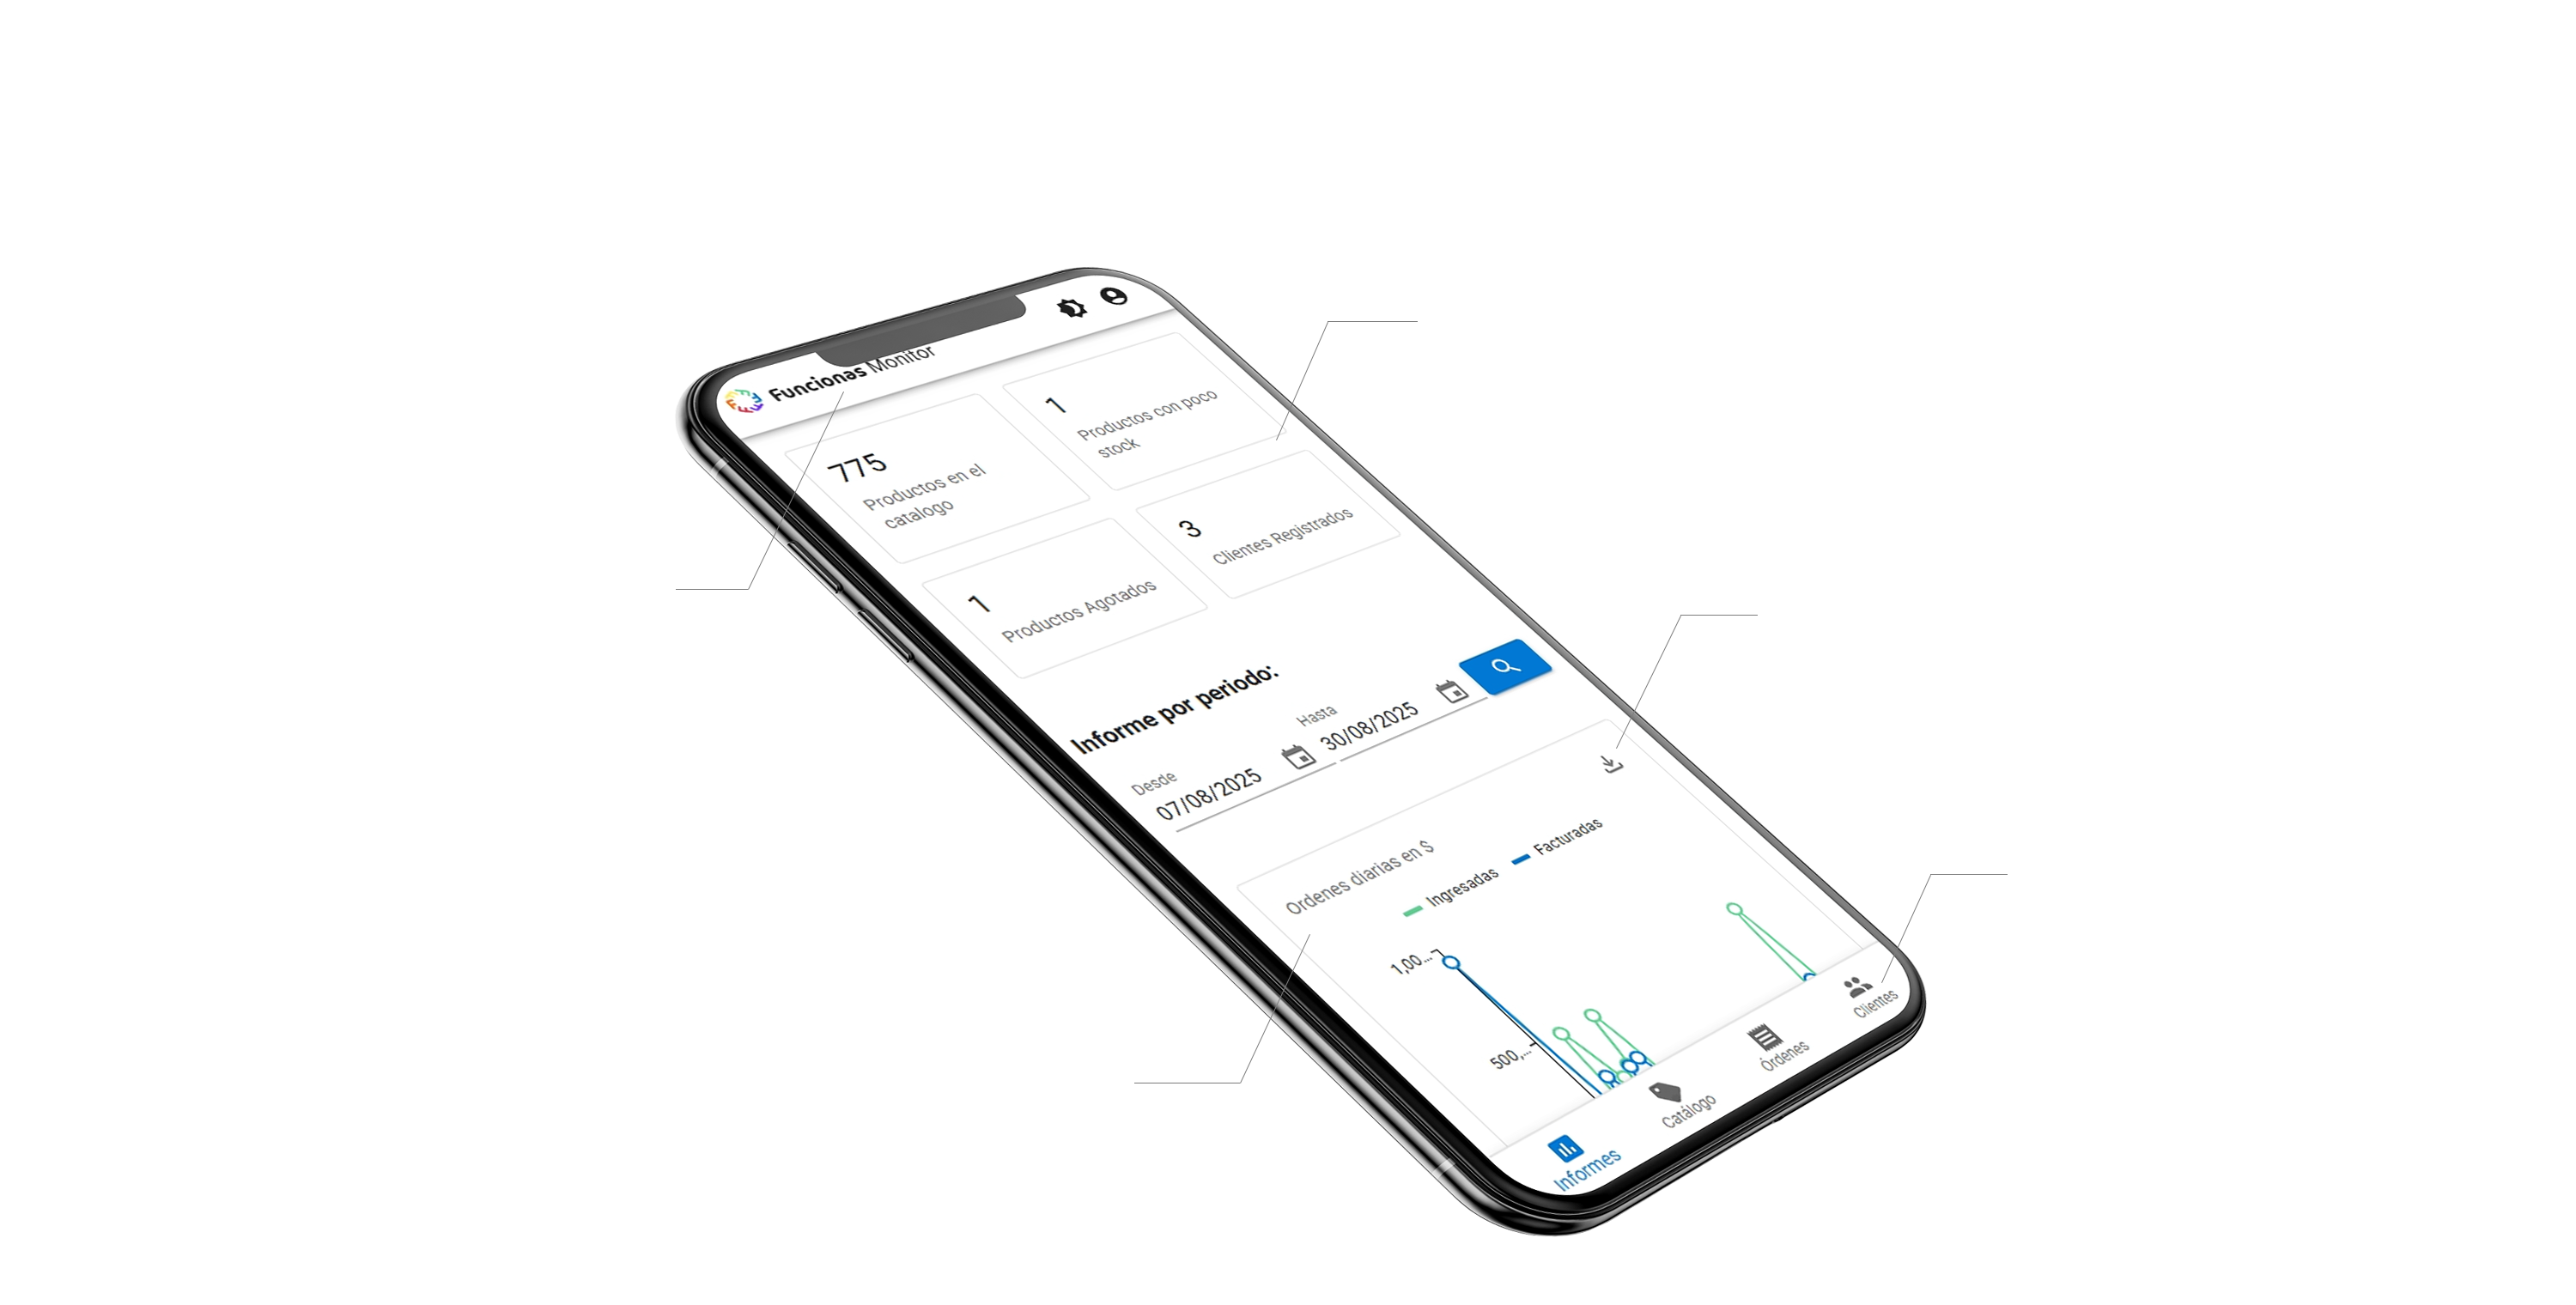 Funcionas Monitor
775
Productos en el
catalogo
1
Productos con poco
stock
1
Productos Agotados
3
Clientes Registrados
Informe por periodo:
Desde
07/08/2025
Hasta
30/08/2025
Ordenes diarias en $
Ingresadas
Facturadas
1,00...
500,...
Informes
Catálogo
Órdenes
Clientes